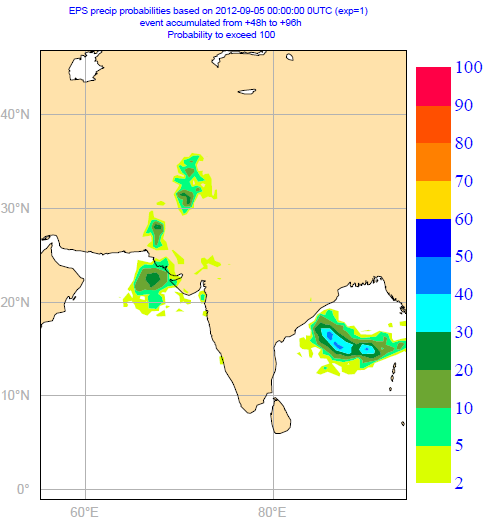 EPS precip probabilities based on 2012-09-05 00:00:00 0UTC (exp=1)
event accumulated from +48h to +96h
Probability to exceed 100
100
90
80
70
60
50
40
30
20
10
5
2
40°N
30°N
20°N
10°N
0°
60°E
80°E